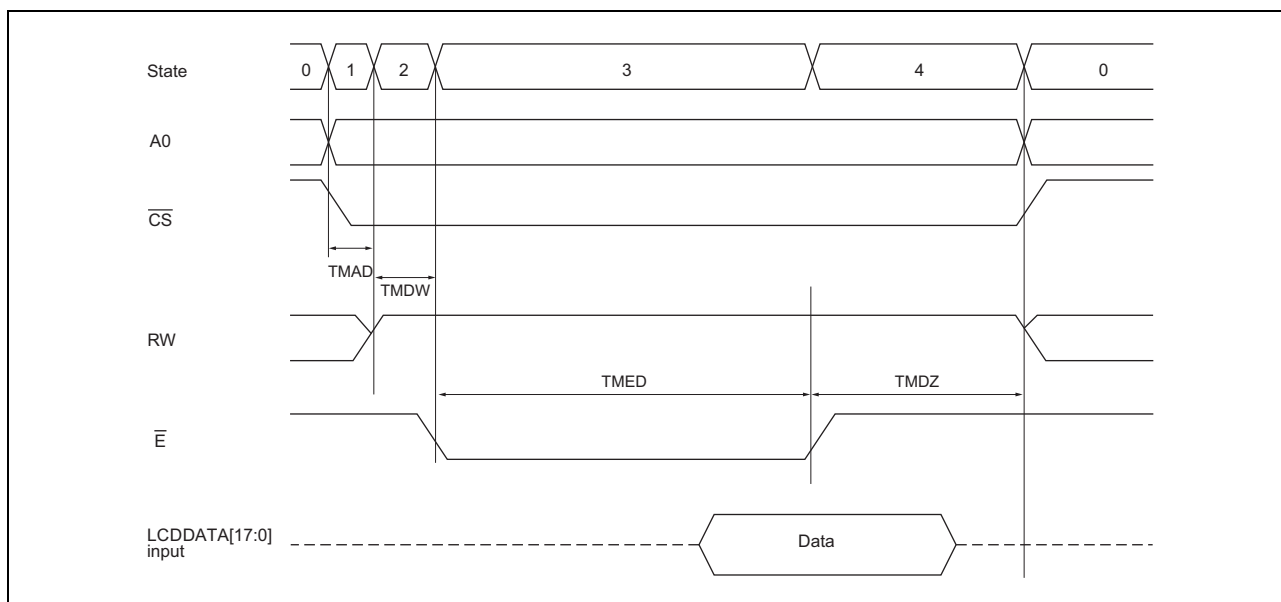 State 0 1 2 3 4 0
A0
CS
TMAD
TMDW
RW
TMED TMDZ
E
LCDDATA[17:0]
input
Data